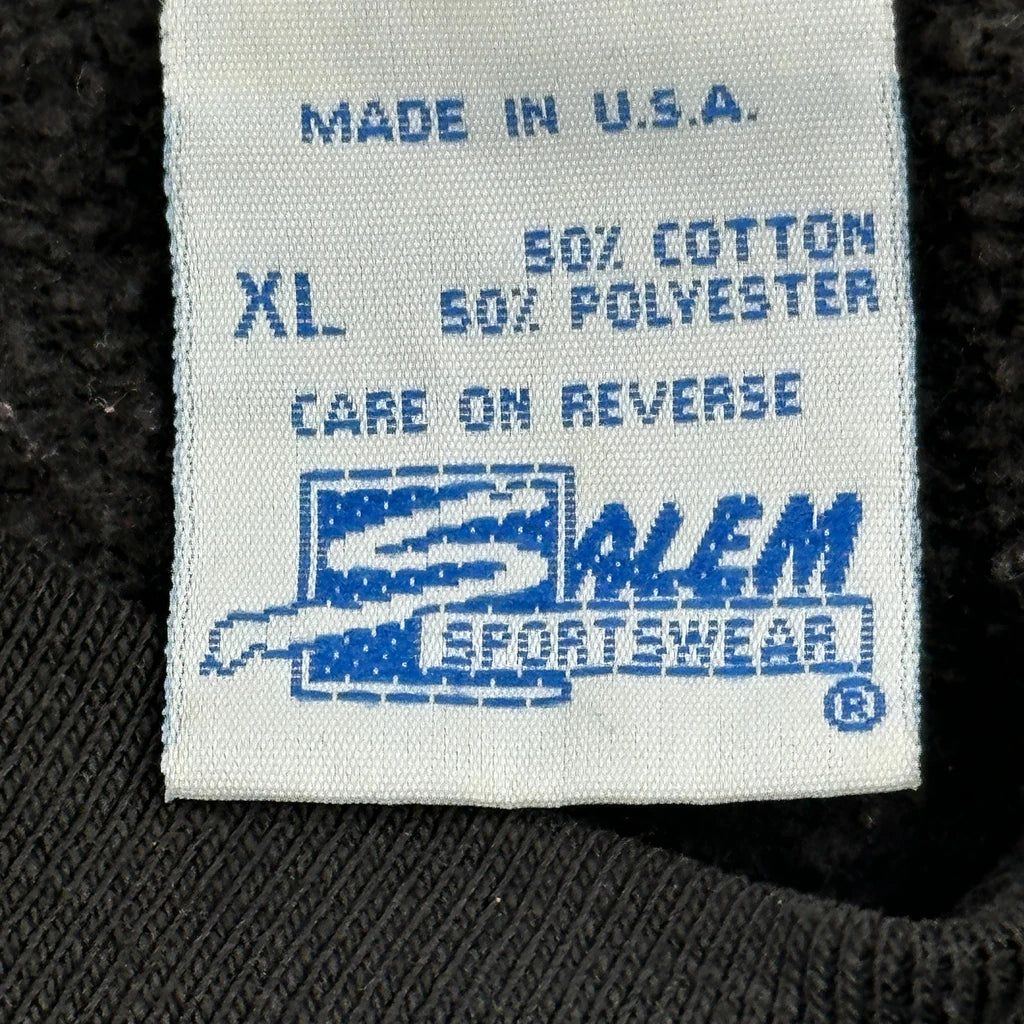 MADE IN U.S.A.
50% COTTON
XL 50% POLYESTER
CARE ON REVERSE
SALEM
SPORTSWEAR
®